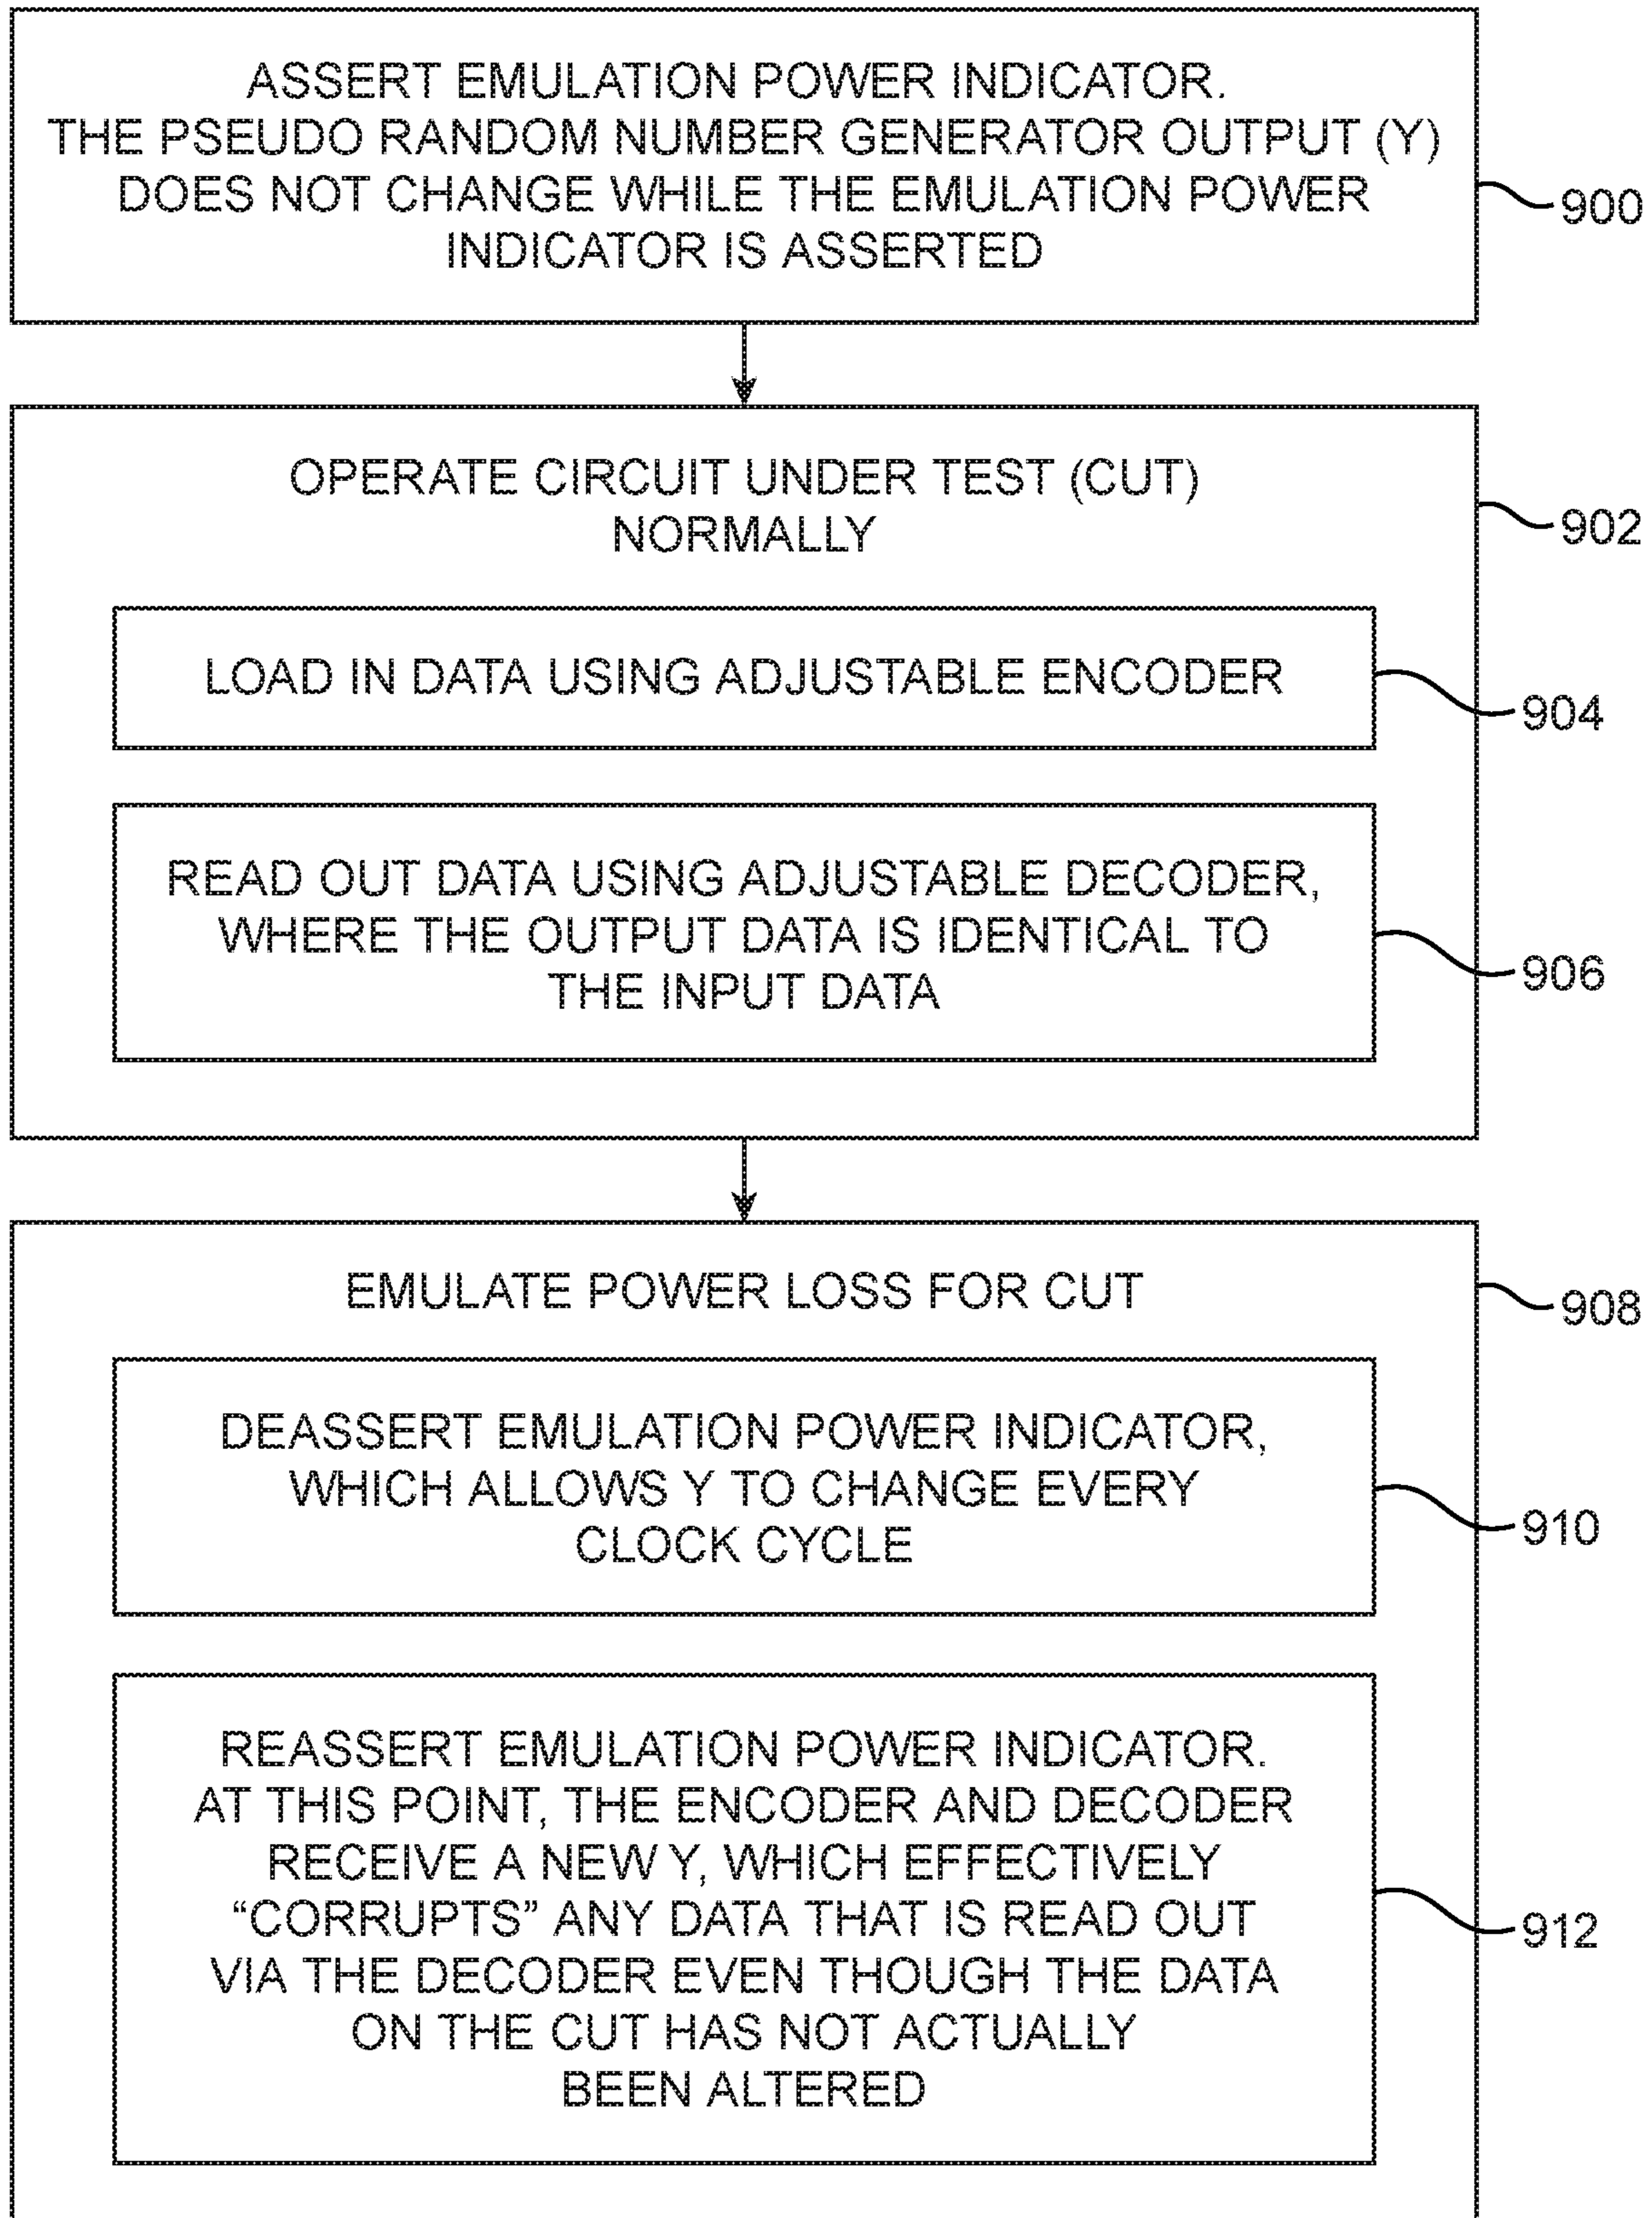 ASSERT EMULATION POWER INDICATOR.
THE PSEUDO RANDOM NUMBER GENERATOR OUTPUT (Y)
DOES NOT CHANGE WHILE THE EMULATION POWER
INDICATOR IS ASSERTED
900
OPERATE CIRCUIT UNDER TEST (CUT)
NORMALLY
902
LOAD IN DATA USING ADJUSTABLE ENCODER
904
READ OUT DATA USING ADJUSTABLE DECODER,
WHERE THE OUTPUT DATA IS IDENTICAL TO
THE INPUT DATA
906
EMULATE POWER LOSS FOR CUT
908
DEASSERT EMULATION POWER INDICATOR,
WHICH ALLOWS Y TO CHANGE EVERY
CLOCK CYCLE
910
REASSERT EMULATION POWER INDICATOR.
AT THIS POINT, THE ENCODER AND DECODER
RECEIVE A NEW Y, WHICH EFFECTIVELY
“CORRUPTS” ANY DATA THAT IS READ OUT
VIA THE DECODER EVEN THOUGH THE DATA
ON THE CUT HAS NOT ACTUALLY
BEEN ALTERED
912